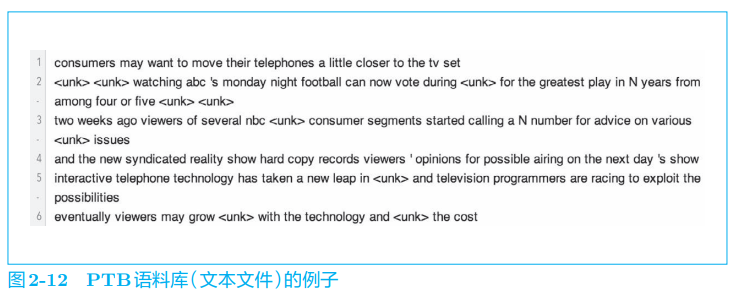 1 consumers may want to move their telephones a little closer to the tv set
2 <unk> <unk> watching abc 's monday night football can now vote during <unk> for the greatest play in N years from
· among four or five <unk> <unk>
3 two weeks ago viewers of several nbc <unk> consumer segments started calling a N number for advice on various
· <unk> issues
4 and the new syndicated reality show hard copy records viewers ' opinions for possible airing on the next day 's show
5 interactive telephone technology has taken a new leap in <unk> and television programmers are racing to exploit the
· possibilities
6 eventually viewers may grow <unk> with the technology and <unk> the cost
图2-12 PTB语料库(文本文件)的例子